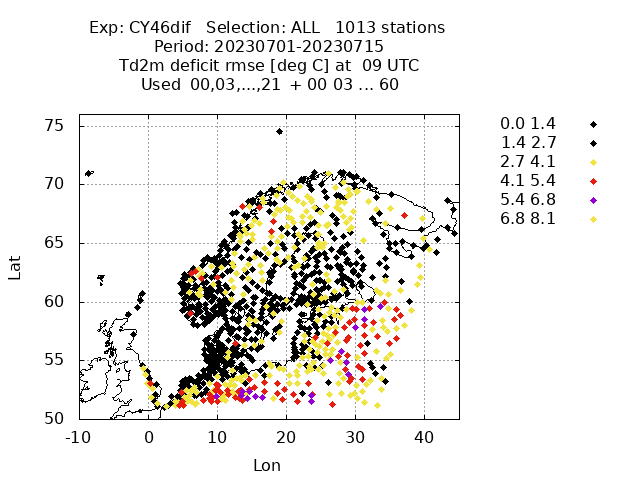 Exp: CY46dif   Selection: ALL   1013 stations
Period: 20230701-20230715
Td2m deficit rmse [deg C] at  09 UTC
Used  00,03,...,21  + 00 03 ... 60
75
70
65
60
55
50
-10 0 10 20 30 40
Lat
Lon
0.0 1.4
1.4 2.7
2.7 4.1
4.1 5.4
5.4 6.8
6.8 8.1